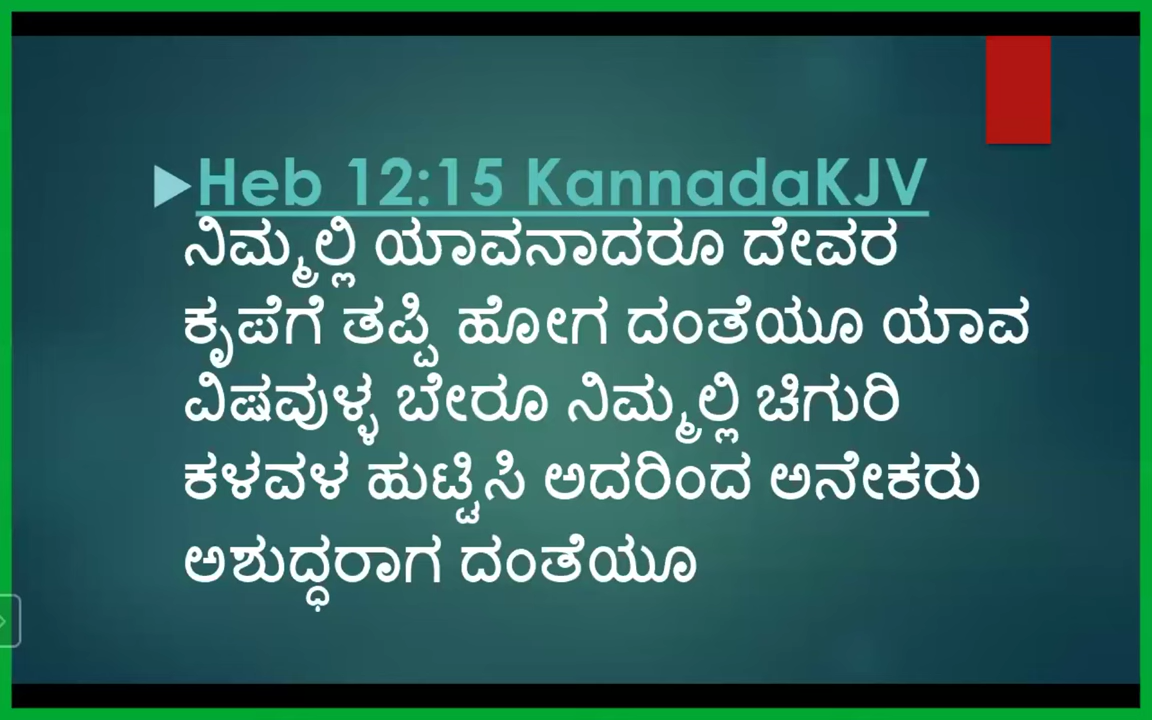 Heb 12:15 KannadaKJV
ನಿಮ್ಮಲ್ಲಿ ಯಾವನಾದರೂ ದೇವರ
ಕೃಪೆಗೆ ತಪ್ಪಿ ಹೋಗ ದಂತೆಯೂ ಯಾವ
ವಿಷವುಳ್ಳ ಬೇರೂ ನಿಮ್ಮಲ್ಲಿ ಚಿಗುರಿ
ಕಳವಳ ಹುಟ್ಟಿಸಿ ಅದರಿಂದ ಅನೇಕರು
ಅಶುದ್ಧರಾಗ ದಂತೆಯೂ